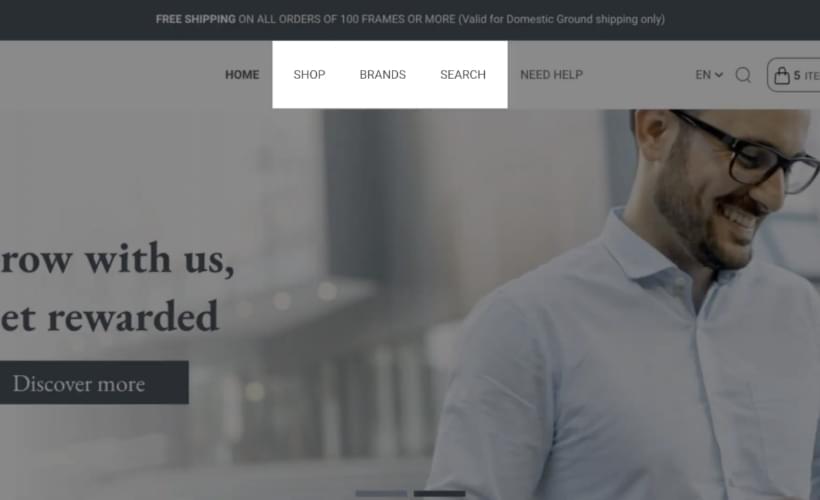 FREE SHIPPING ON ALL ORDERS OF 100 FRAMES OR MORE (Valid for Domestic Ground shipping only)
HOME SHOP BRANDS SEARCH NEED HELP EN 5 ITE
row with us,
et rewarded
Discover more